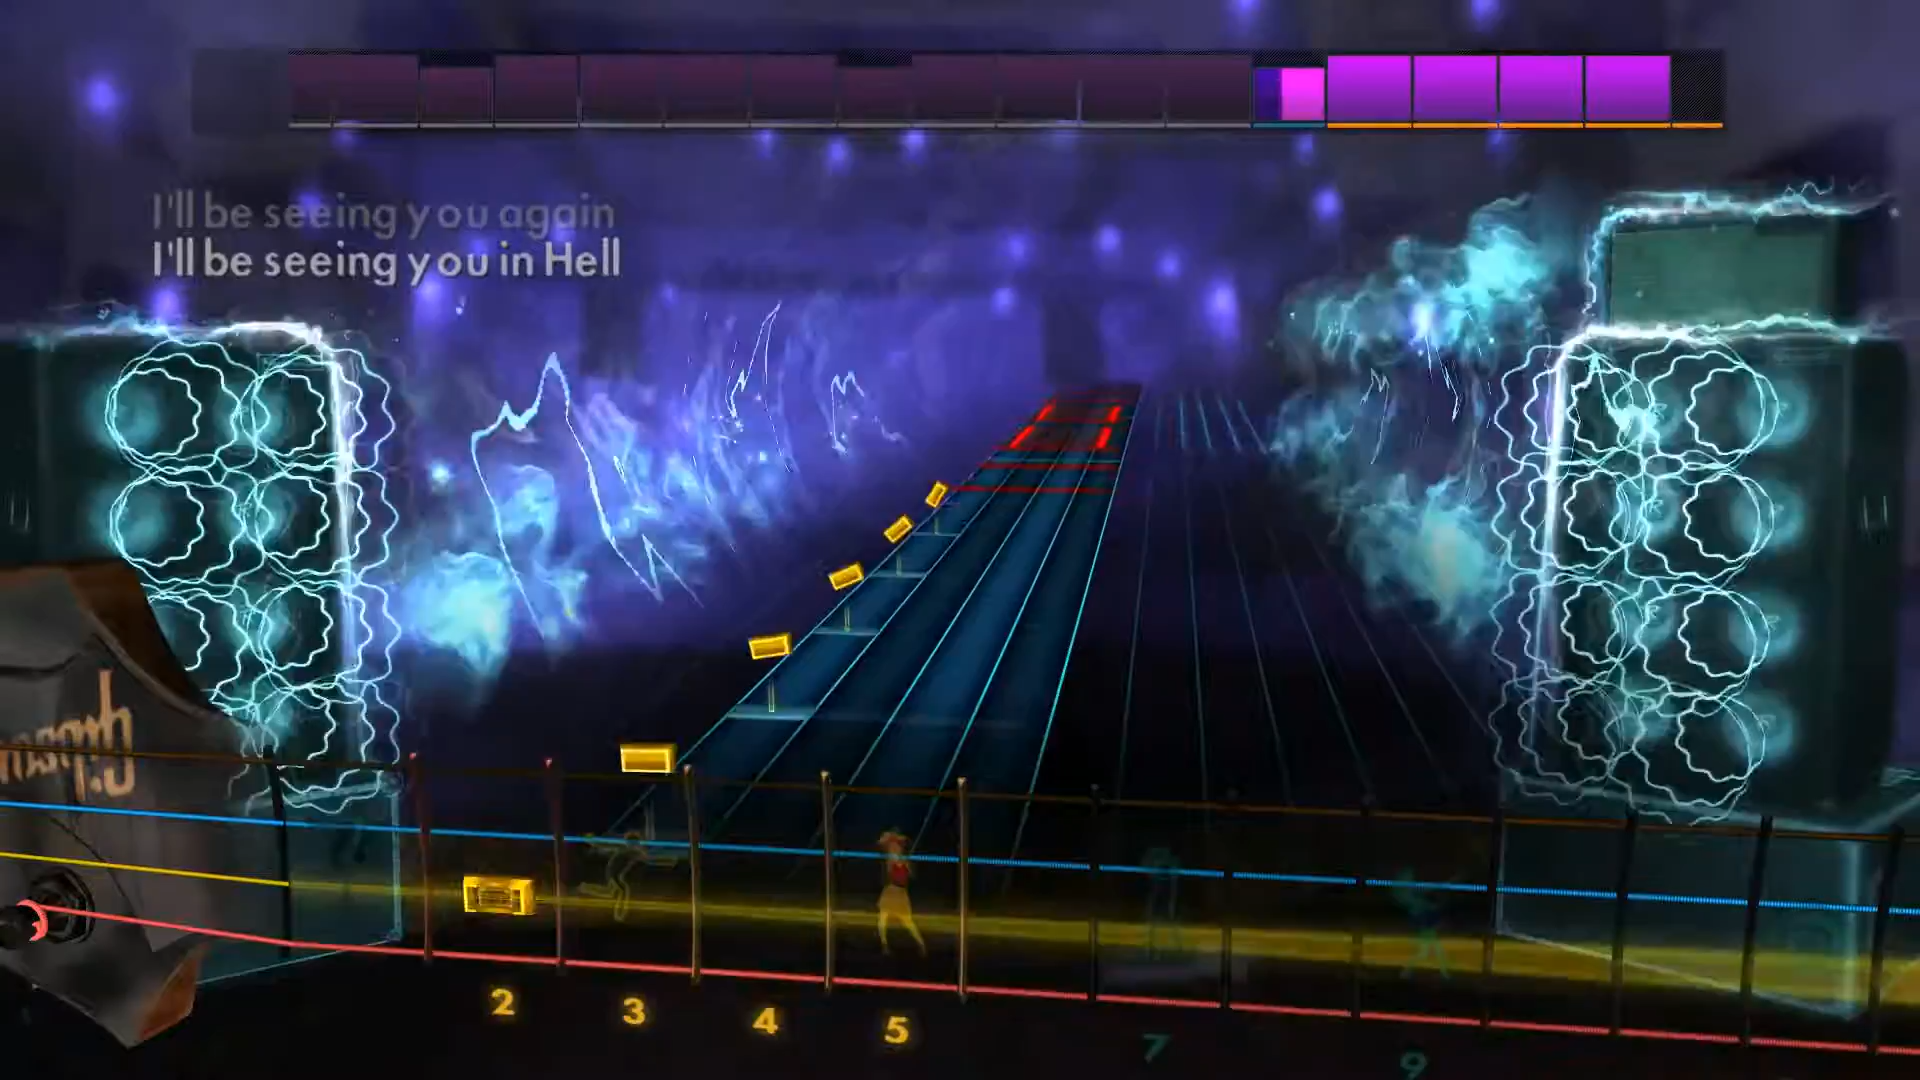 I'll be seeing you again
I'll be seeing you in Hell
2 3 4 5 7 9